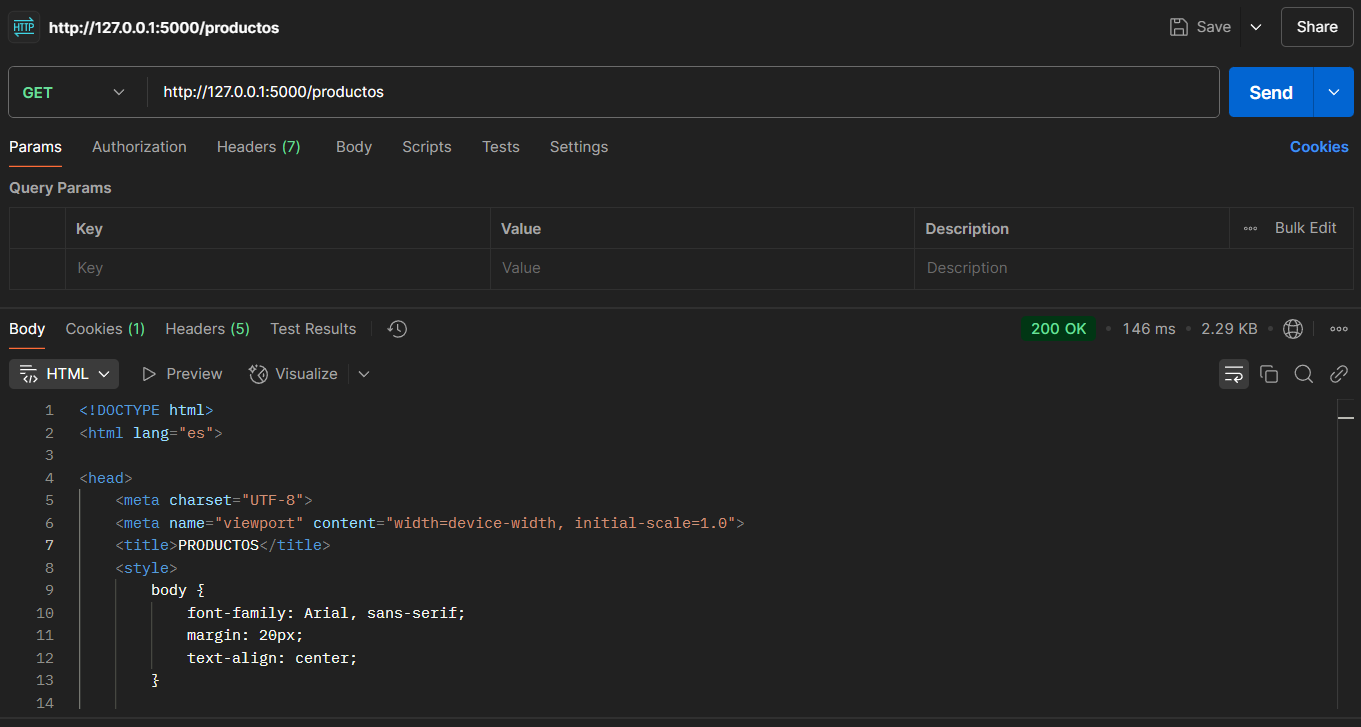 HTTP http://127.0.0.1:5000/productos Save Share
GET http://127.0.0.1:5000/productos Send
Params Authorization Headers (7) Body Scripts Tests Settings Cookies
Query Params
Key Value Description Bulk Edit
Key Value Description
Body Cookies (1) Headers (5) Test Results 200 OK • 146 ms • 2.29 KB •
HTML Preview Visualize
1 <!DOCTYPE html>
2 <html lang="es">
3
4 <head>
5 <meta charset="UTF-8">
6 <meta name="viewport" content="width=device-width, initial-scale=1.0">
7 <title>PRODUCTOS</title>
8 <style>
9 body {
10 font-family: Arial, sans-serif;
11 margin: 20px;
12 text-align: center;
13 }
14